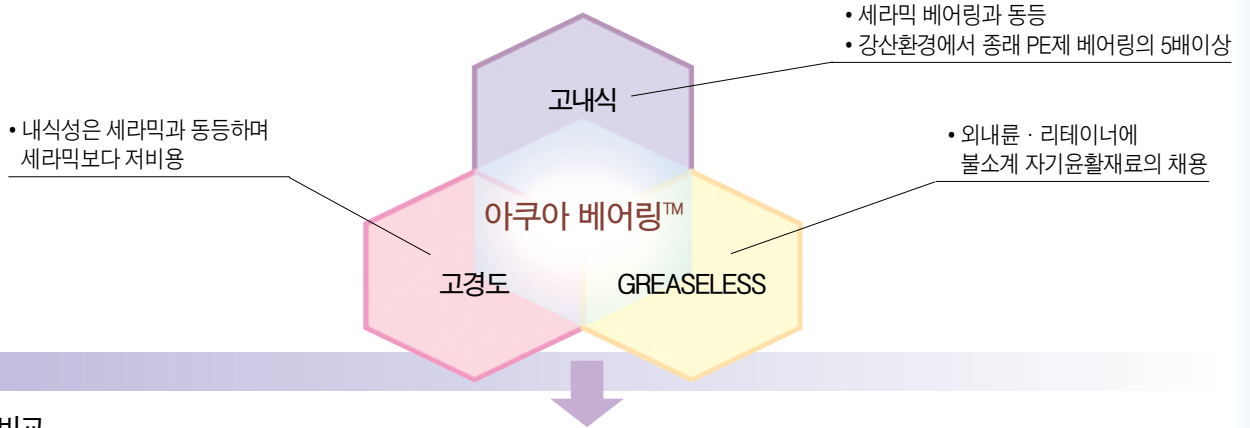 • 세라믹 베어링과 동등
• 강산환경에서 종래 PE제 베어링의 5배이상
고내식
• 내식성은 세라믹과 동등하며
세라믹보다 저비용
• 외내륜 · 리테이너에
불소계 자기윤활재료의 채용
아쿠아 베어링™
고경도
GREASELESS
비교